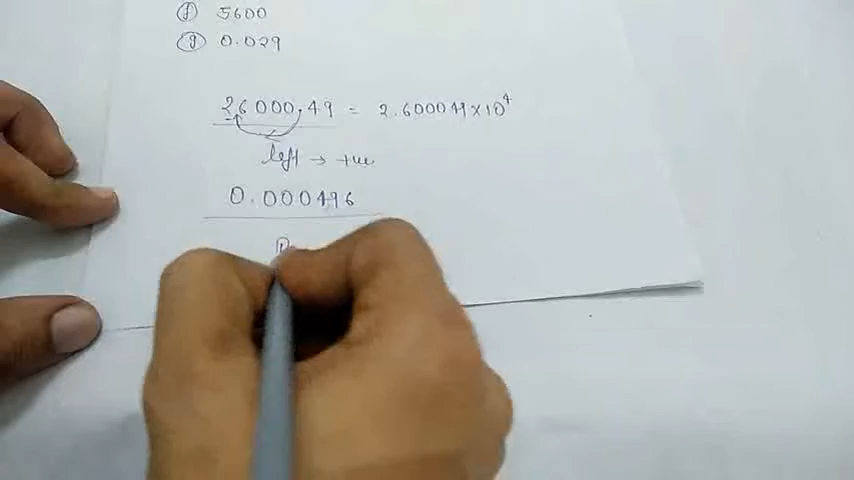 (f) 5600
(g) 0.029
26000.49 = 2.600049×10⁴
left → +ve
0.000496
R